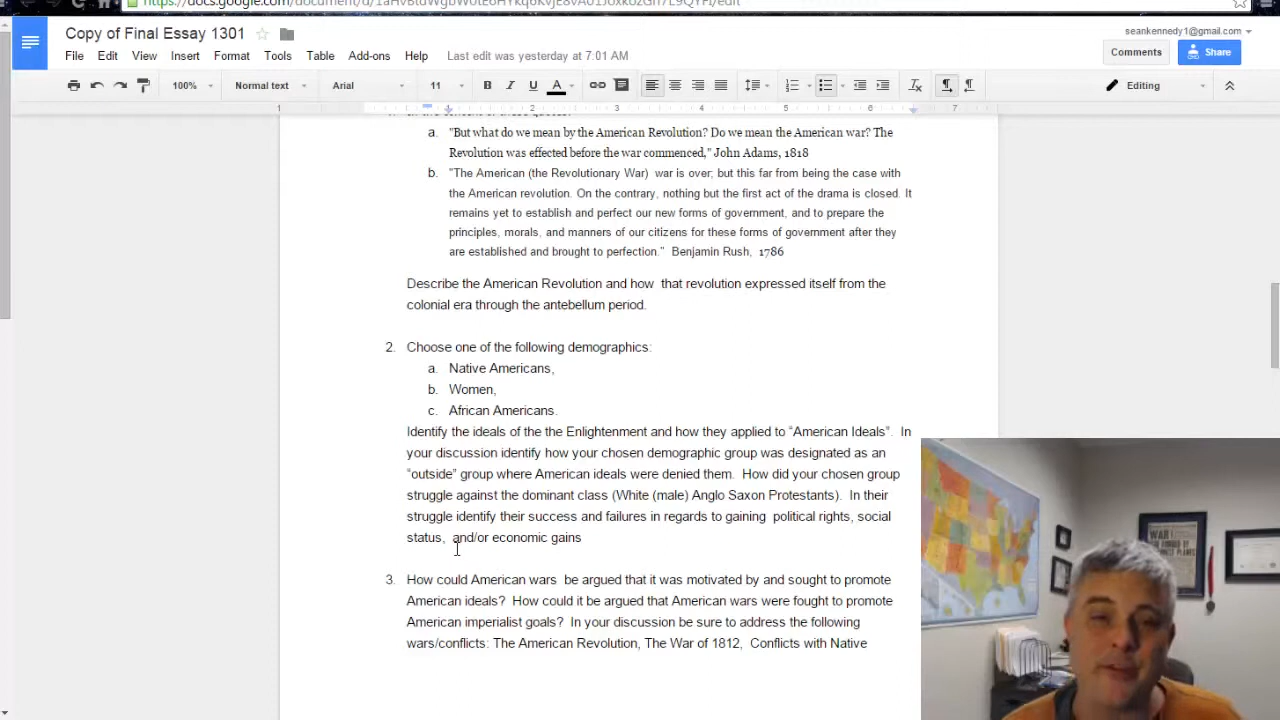 Copy of Final Essay 1301
seankennedy1@gmail.com
File Edit View Insert Format Tools Table Add-ons Help Last edit was yesterday at 7:01 AM
Comments
Share
100% Normal text Arial 11 B I U A Editing
1 1 2 3 4 5 6 7
a. "But what do we mean by the American Revolution? Do we mean the American war? The
Revolution was effected before the war commenced," John Adams, 1818
b. "The American (the Revolutionary War) war is over; but this far from being the case with
the American revolution. On the contrary, nothing but the first act of the drama is closed. It
remains yet to establish and perfect our new forms of government, and to prepare the
principles, morals, and manners of our citizens for these forms of government after they
are established and brought to perfection." Benjamin Rush, 1786
Describe the American Revolution and how that revolution expressed itself from the
colonial era through the antebellum period.
2. Choose one of the following demographics:
a. Native Americans,
b. Women,
c. African Americans.
Identify the ideals of the the Enlightenment and how they applied to “American Ideals”. In
your discussion identify how your chosen demographic group was designated as an
“outside” group where American ideals were denied them. How did your chosen group
struggle against the dominant class (White (male) Anglo Saxon Protestants). In their
struggle identify their success and failures in regards to gaining political rights, social
status, and/or economic gains
3. How could American wars be argued that it was motivated by and sought to promote
American ideals? How could it be argued that American wars were fought to promote
American imperialist goals? In your discussion be sure to address the following
wars/conflicts: The American Revolution, The War of 1812, Conflicts with Native